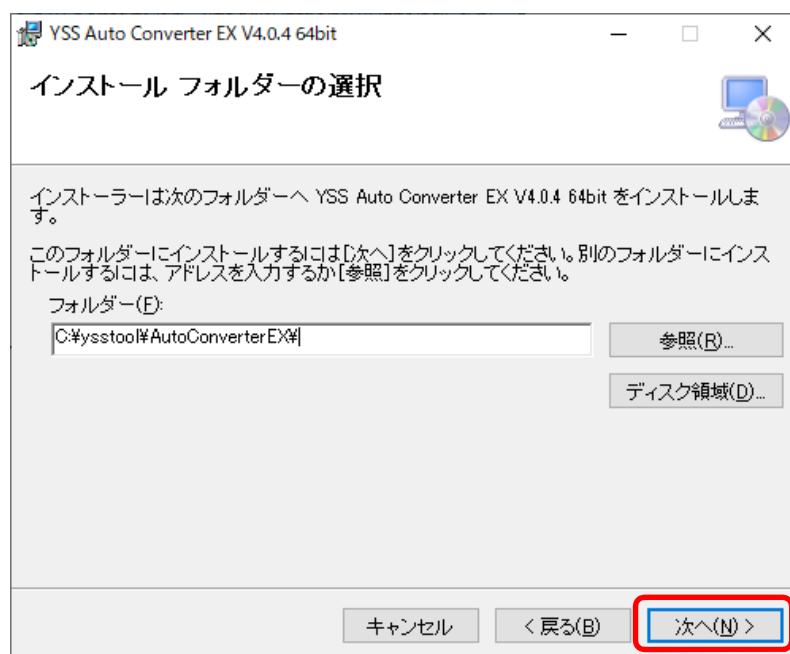 YSS Auto Converter EX V4.0.4 64bit
インストール フォルダーの選択
インストーラーは次のフォルダーへ YSS Auto Converter EX V4.0.4 64bit をインストールしま
す。
このフォルダーにインストールするには[次へ]をクリックしてください。別のフォルダーにインス
トールするには、アドレスを入力するか[参照]をクリックしてください。
フォルダー(F):
C:¥ysstool¥AutoConverterEX¥
参照(R)...
ディスク領域(D)...
キャンセル
< 戻る(B)
次へ(N) >